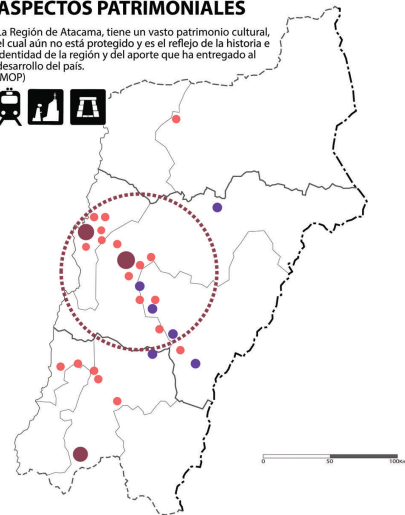 ASPECTOS PATRIMONIALES
La Región de Atacama, tiene un vasto patrimonio cultural,
el cual aún no está protegido y es el reflejo de la historia e
identidad de la región y del aporte que ha entregado al
desarrollo del país.
(MOP)
0 50 100Km